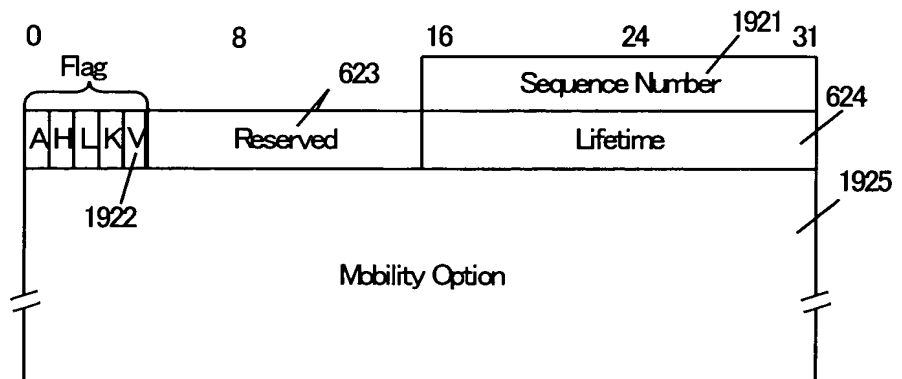 0 8 16 24 31
1921
Flag
623
Sequence Number
624
A H L K V
Reserved
Lifetime
1922
1925
Mobility Option